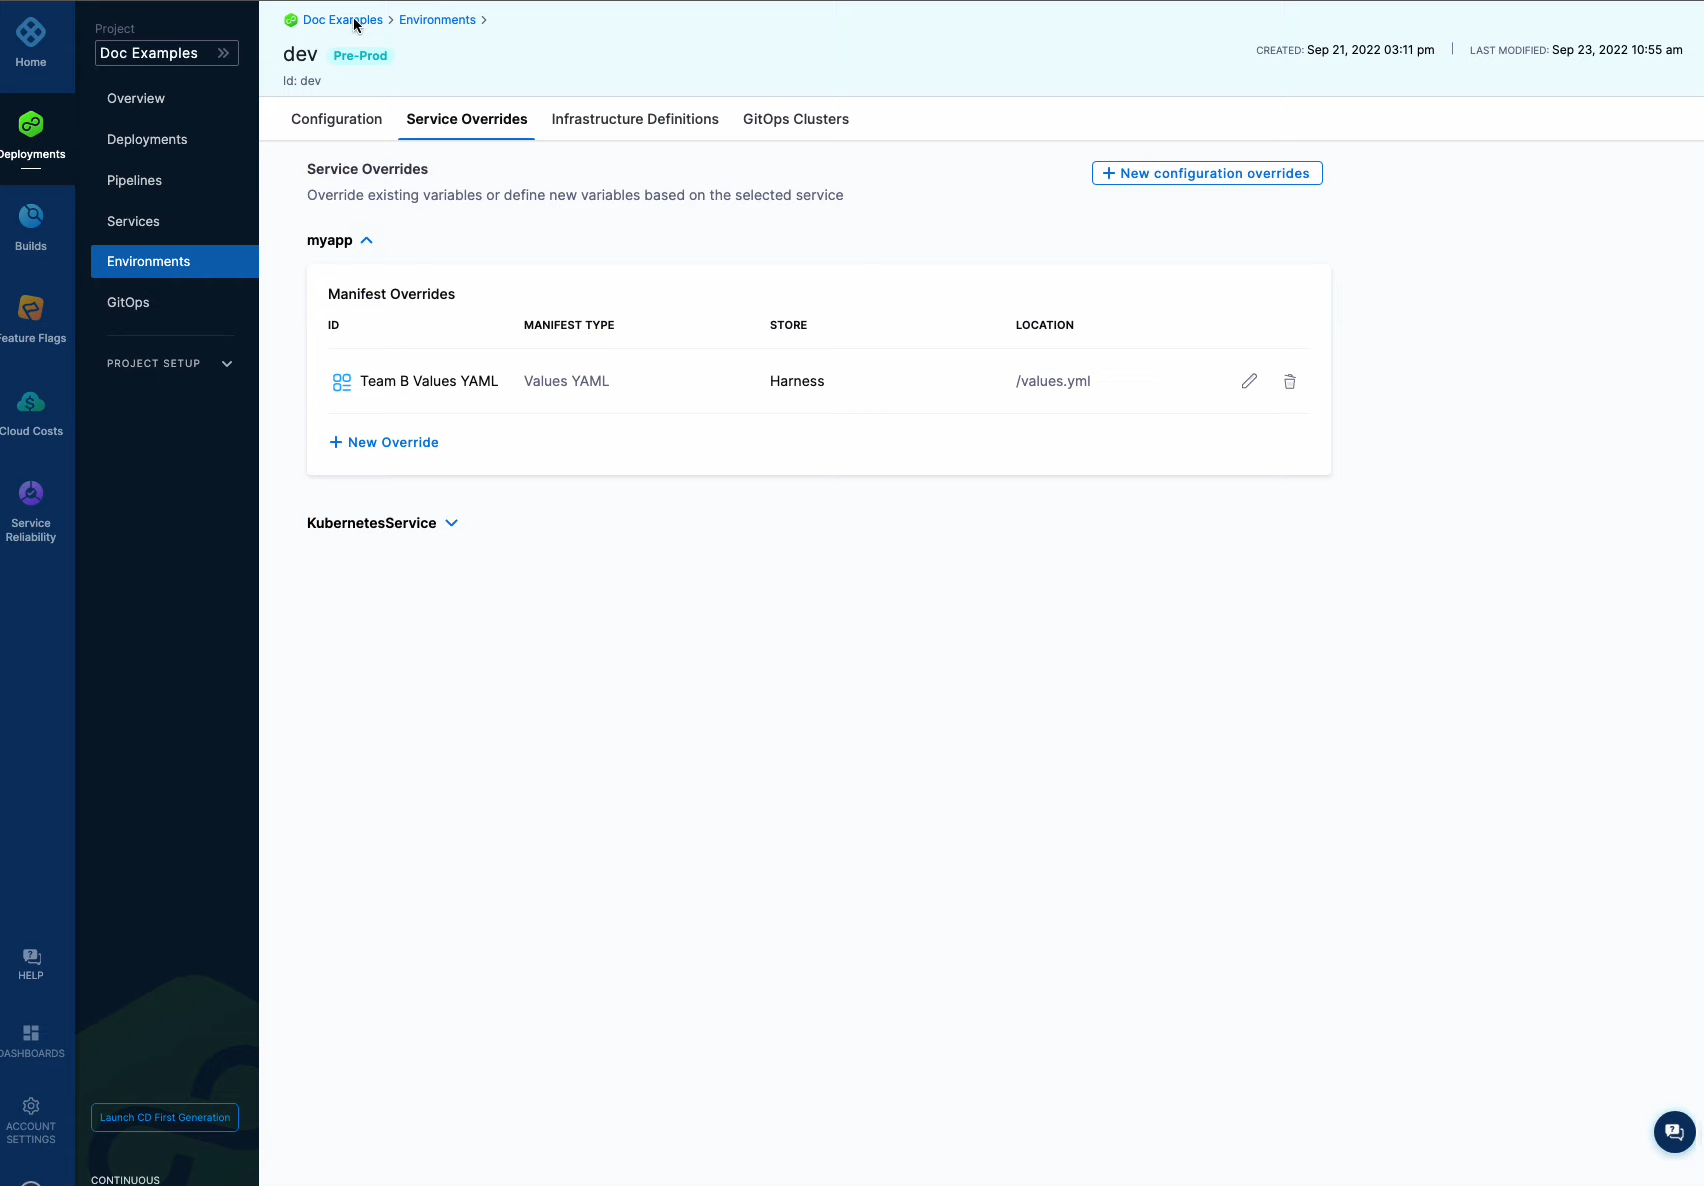 Home
Deployments
Builds
Feature Flags
Cloud Costs
Service
Reliability
HELP
DASHBOARDS
ACCOUNT
SETTINGS
Project
Doc Examples
Overview
Deployments
Pipelines
Services
Environments
GitOps
PROJECT SETUP
Launch CD First Generation
CONTINUOUS
Doc Examples > Environments >
dev Pre-Prod
Id: dev
CREATED: Sep 21, 2022 03:11 pm | LAST MODIFIED: Sep 23, 2022 10:55 am
Configuration Service Overrides Infrastructure Definitions GitOps Clusters
Service Overrides
Override existing variables or define new variables based on the selected service
+ New configuration overrides
myapp
Manifest Overrides
ID MANIFEST TYPE STORE LOCATION
Team B Values YAML Values YAML Harness /values.yml
+ New Override
KubernetesService